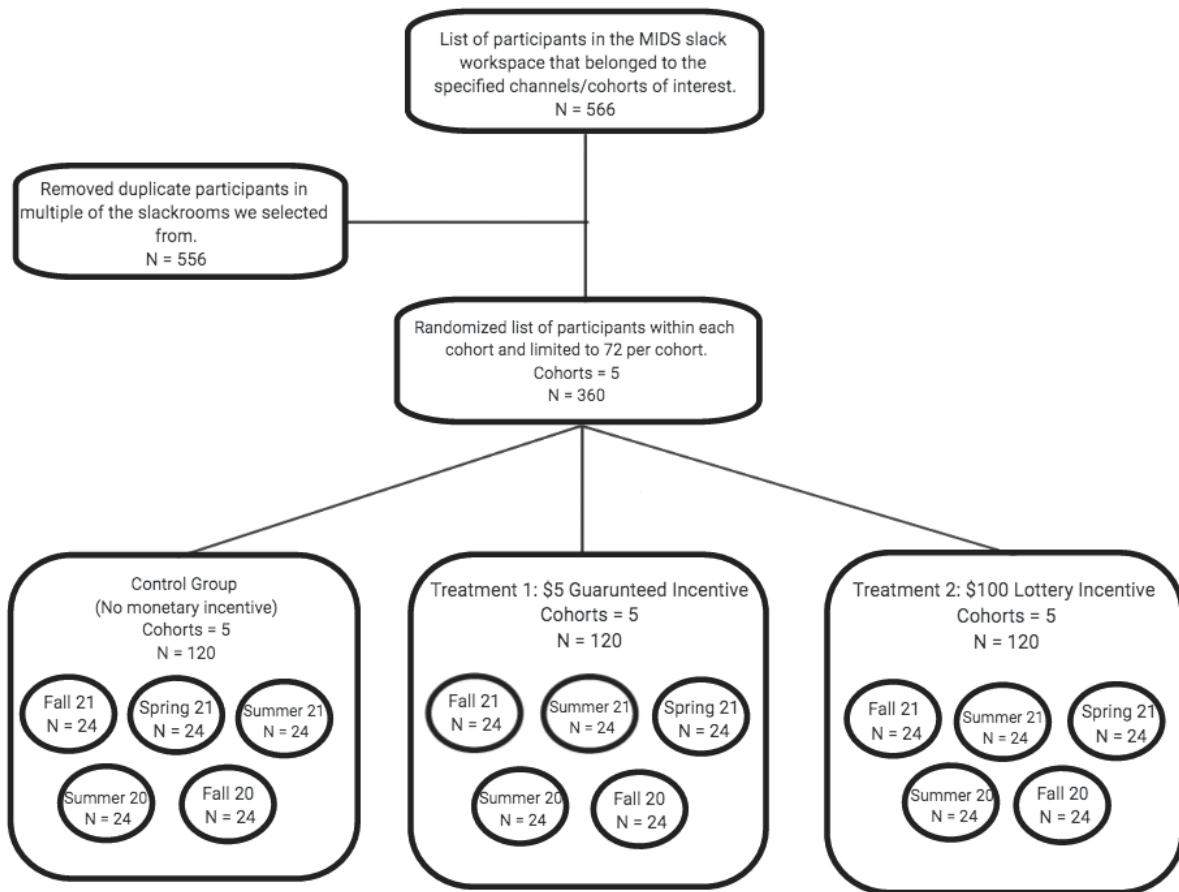 List of participants in the MIDS slack
workspace that belonged to the
specified channels/cohorts of interest.
N = 566
Removed duplicate participants in
multiple of the slackrooms we selected
from.
N = 556
Randomized list of participants within each
cohort and limited to 72 per cohort.
Cohorts = 5
N = 360
Control Group
(No monetary incentive)
Cohorts = 5
N = 120
Fall 21
N = 24
Spring 21
N = 24
Summer 21
N = 24
Summer 20
N = 24
Fall 20
N = 24
Treatment 1: $5 Guarunteed Incentive
Cohorts = 5
N = 120
Fall 21
N = 24
Summer 21
N = 24
Spring 21
N = 24
Summer 20
N = 24
Fall 20
N = 24
Treatment 2: $100 Lottery Incentive
Cohorts = 5
N = 120
Fall 21
N = 24
Summer 21
N = 24
Spring 21
N = 24
Summer 20
N = 24
Fall 20
N = 24